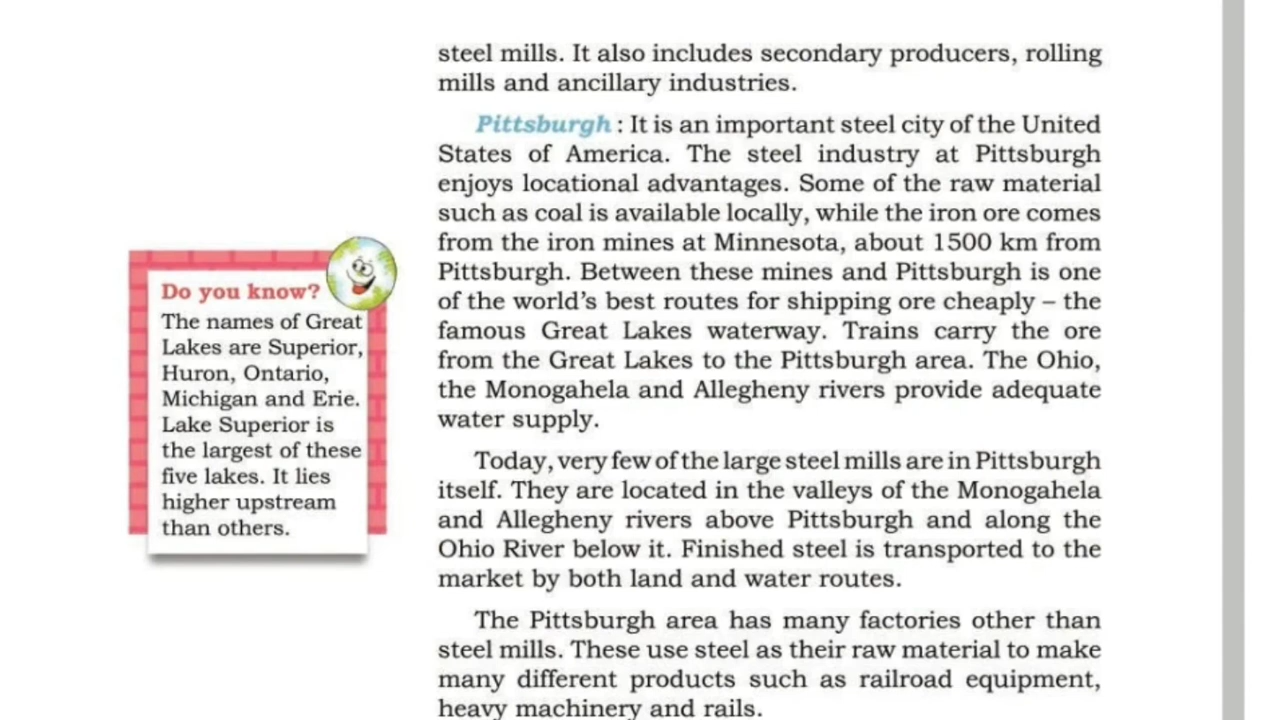 steel mills. It also includes secondary producers, rolling
mills and ancillary industries.
Pittsburgh : It is an important steel city of the United
States of America. The steel industry at Pittsburgh
enjoys locational advantages. Some of the raw material
such as coal is available locally, while the iron ore comes
from the iron mines at Minnesota, about 1500 km from
Pittsburgh. Between these mines and Pittsburgh is one
of the world’s best routes for shipping ore cheaply – the
famous Great Lakes waterway. Trains carry the ore
from the Great Lakes to the Pittsburgh area. The Ohio,
the Monogahela and Allegheny rivers provide adequate
water supply.
Today, very few of the large steel mills are in Pittsburgh
itself. They are located in the valleys of the Monogahela
and Allegheny rivers above Pittsburgh and along the
Ohio River below it. Finished steel is transported to the
market by both land and water routes.
The Pittsburgh area has many factories other than
steel mills. These use steel as their raw material to make
many different products such as railroad equipment,
heavy machinery and rails.
Do you know?
The names of Great
Lakes are Superior,
Huron, Ontario,
Michigan and Erie.
Lake Superior is
the largest of these
five lakes. It lies
higher upstream
than others.